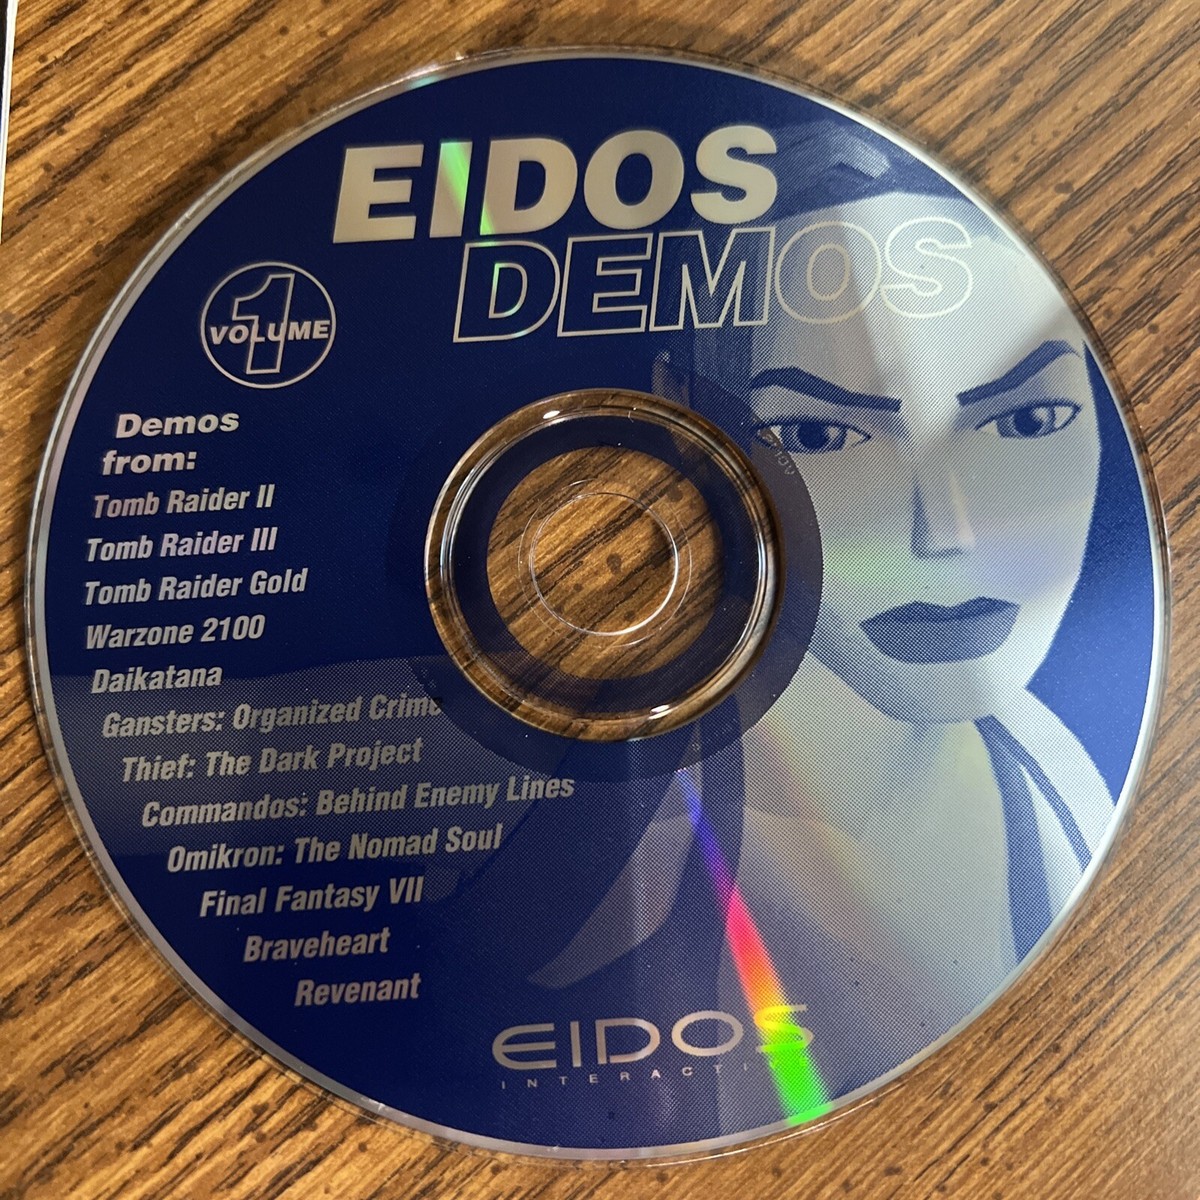 EIDOS
DEMOS
1
VOLUME
Demos
from:
Tomb Raider II
Tomb Raider III
Tomb Raider Gold
Warzone 2100
Daikatana
Gansters: Organized Crime
Thief: The Dark Project
Commandos: Behind Enemy Lines
Omikron: The Nomad Soul
Final Fantasy VII
Braveheart
Revenant
EIDOS
INTERACTIVE